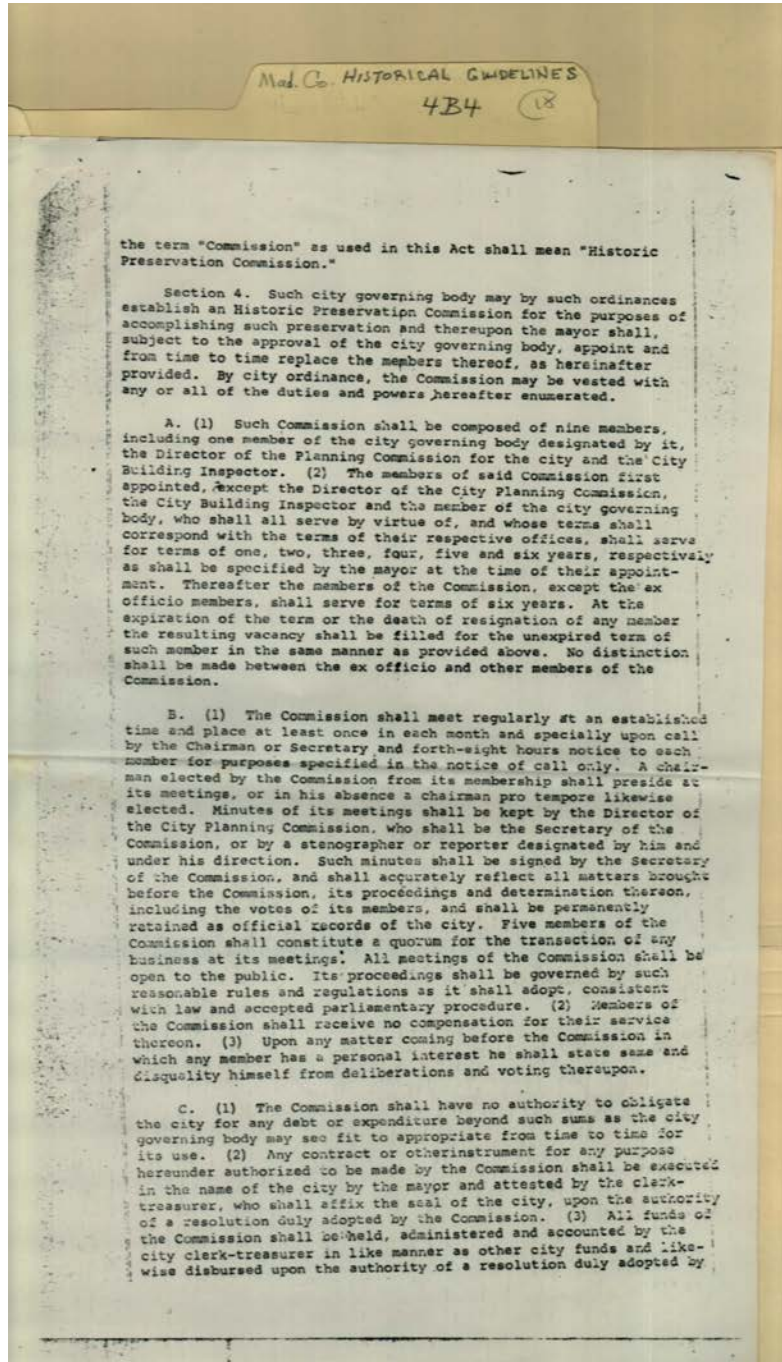 Mad. Co. HISTORICAL GUIDELINES
4B4 18
the term "Commission" as used in this Act shall mean "Historic
Preservation Commission."
Section 4. Such city governing body may by such ordinances
establish an Historic Preservation Commission for the purposes of
accomplishing such preservation and thereupon the mayor shall,
subject to the approval of the city governing body, appoint and
from time to time replace the members thereof, as hereinafter
provided. By city ordinance, the Commission may be vested with
any or all of the duties and powers hereafter enumerated.
A. (1) Such Commission shall be composed of nine members,
including one member of the city governing body designated by it,
the Director of the Planning Commission for the city and the City
Building Inspector. (2) The members of said Commission first
appointed, except the Director of the City Planning Commission,
the City Building Inspector and the member of the city governing
body, who shall all serve by virtue of, and whose terms shall
correspond with the terms of their respective offices, shall serve
for terms of one, two, three, four, five and six years, respectively
as shall be specified by the mayor at the time of their appoint-
ment. Thereafter the members of the Commission, except the ex
officio members, shall serve for terms of six years. At the
expiration of the term or the death of resignation of any member
the resulting vacancy shall be filled for the unexpired term of
such member in the same manner as provided above. No distinction
shall be made between the ex officio and other members of the
Commission.
B. (1) The Commission shall meet regularly at an established
time and place at least once in each month and specially upon call
by the Chairman or Secretary and forth-eight hours notice to each
member for purposes specified in the notice of call only. A chair-
man elected by the Commission from its membership shall preside at
its meetings, or in his absence a chairman pro tempore likewise
elected. Minutes of its meetings shall be kept by the Director of
the City Planning Commission, who shall be the Secretary of the
Commission, or by a stenographer or reporter designated by him and
under his direction. Such minutes shall be signed by the Secretary
of the Commission, and shall accurately reflect all matters brought
before the Commission, its proceedings and determination thereon,
including the votes of its members, and shall be permanently
retained as official records of the city. Five members of the
Commission shall constitute a quorum for the transaction of any
business at its meetings. All meetings of the Commission shall be
open to the public. Its proceedings shall be governed by such
reasonable rules and regulations as it shall adopt, consistent
with law and accepted parliamentary procedure. (2) Members of
the Commission shall receive no compensation for their service
thereon. (3) Upon any matter coming before the Commission in
which any member has a personal interest he shall state same and
disquality himself from deliberations and voting thereupon.
C. (1) The Commission shall have no authority to obligate
the city for any debt or expenditure beyond such sums as the city
governing body may see fit to appropriate from time to time for
its use. (2) Any contract or otherinstrument for any purpose
hereunder authorized to be made by the Commission shall be executed
in the name of the city by the mayor and attested by the clerk-
treasurer, who shall affix the seal of the city, upon the authority
of a resolution duly adopted by the Commission. (3) All funds of
the Commission shall be held, administered and accounted by the
city clerk-treasurer in like manner as other city funds and like-
wise disbursed upon the authority of a resolution duly adopted by